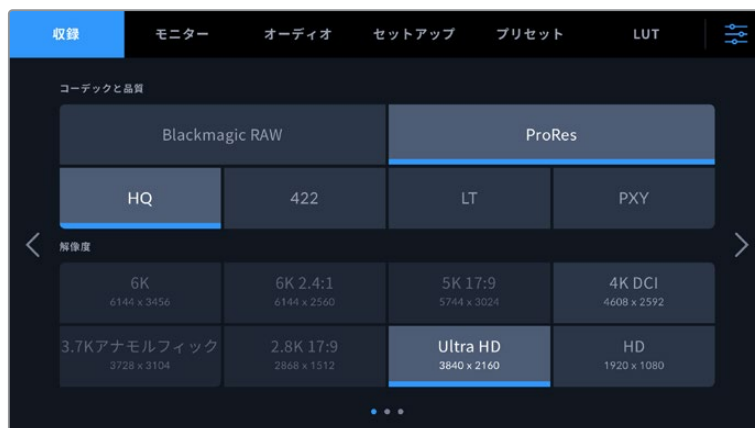 収録 モニター オーディオ セットアップ プリセット LUT
コーデックと品質
Blackmagic RAW ProRes
HQ 422 LT PXY
解像度
6K 6K 2.4:1 5K 17:9 4K DCI
6144 x 3456 6144 x 2560 5744 x 3024 4608 x 2592
3.7Kアナモルフィック 2.8K 17:9 Ultra HD HD
3728 x 3104 2868 x 1512 3840 x 2160 1920 x 1080